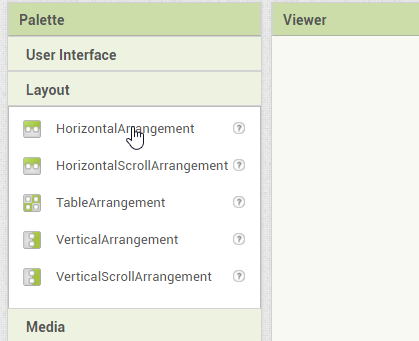 Palette
Viewer
User Interface
Layout
HorizontalArrangement ?
HorizontalScrollArrangement ?
TableArrangement ?
VerticalArrangement ?
VerticalScrollArrangement ?
Media